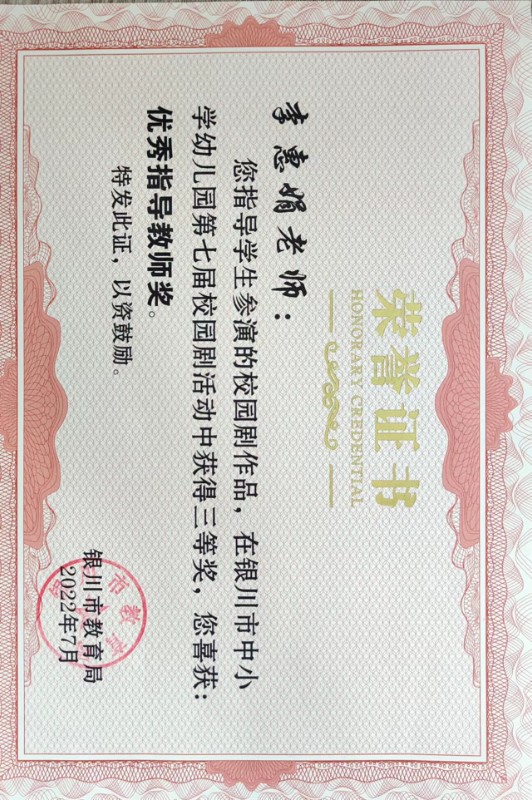 荣誉证书
HONORARY CREDENTIAL
李惠娟老师：
您指导学生参演的校园剧作品，在银川市中小
学幼儿园第七届校园剧活动中获得三等奖，您喜获：
优秀指导教师奖。
特发此证，以资鼓励。
银川市教育局
2022年7月